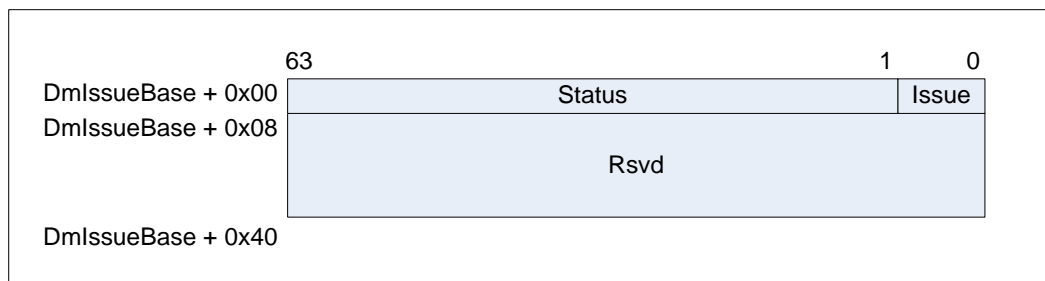 63 1 0
DmIssueBase + 0x00 Status Issue
DmIssueBase + 0x08
Rsvd
DmIssueBase + 0x40